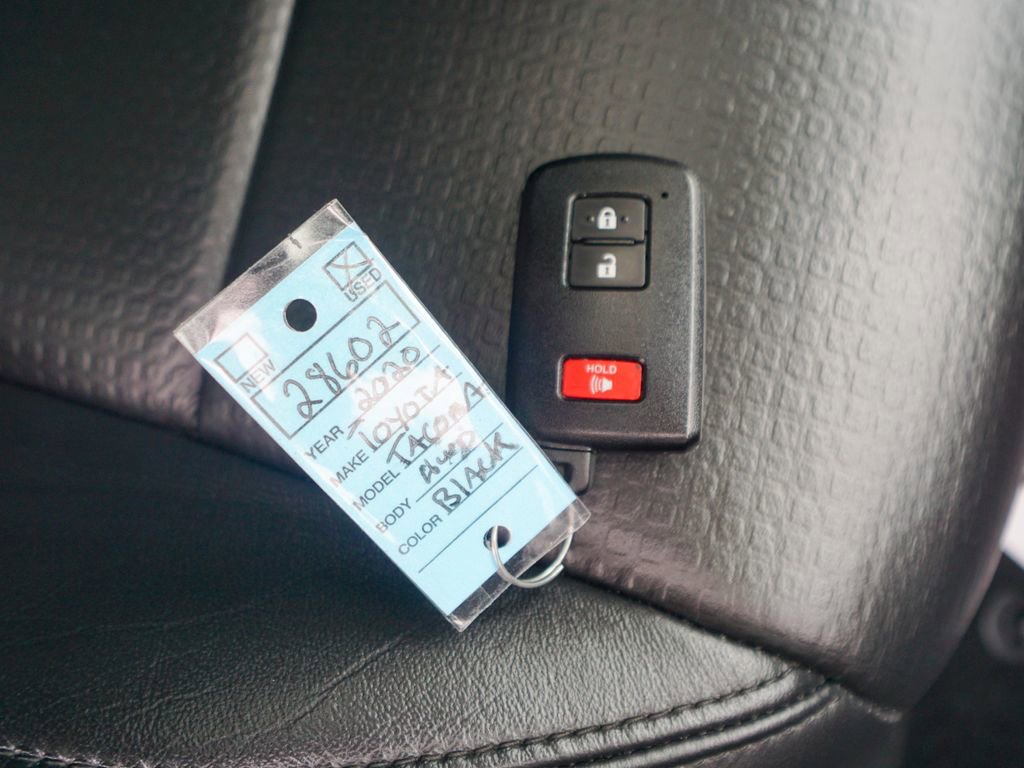 NEW USED
28602
YEAR 2020
MAKE TOYOTA
MODEL TACOMA
BODY
COLOR BLACK
HOLD